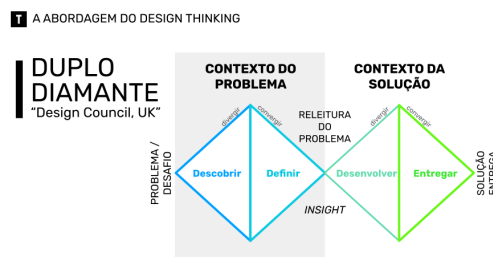 T A ABORDAGEM DO DESIGN THINKING
DUPLO
DIAMANTE
“Design Council, UK”
CONTEXTO DO
PROBLEMA
CONTEXTO DA
SOLUÇÃO
divergir
convergir
RELEITURA
DO
PROBLEMA
divergir
convergir
PROBLEMA /
DESAFIO
Descobrir
Definir
Desenvolver
Entregar
SOLUÇÃO
ENTREGA
INSIGHT